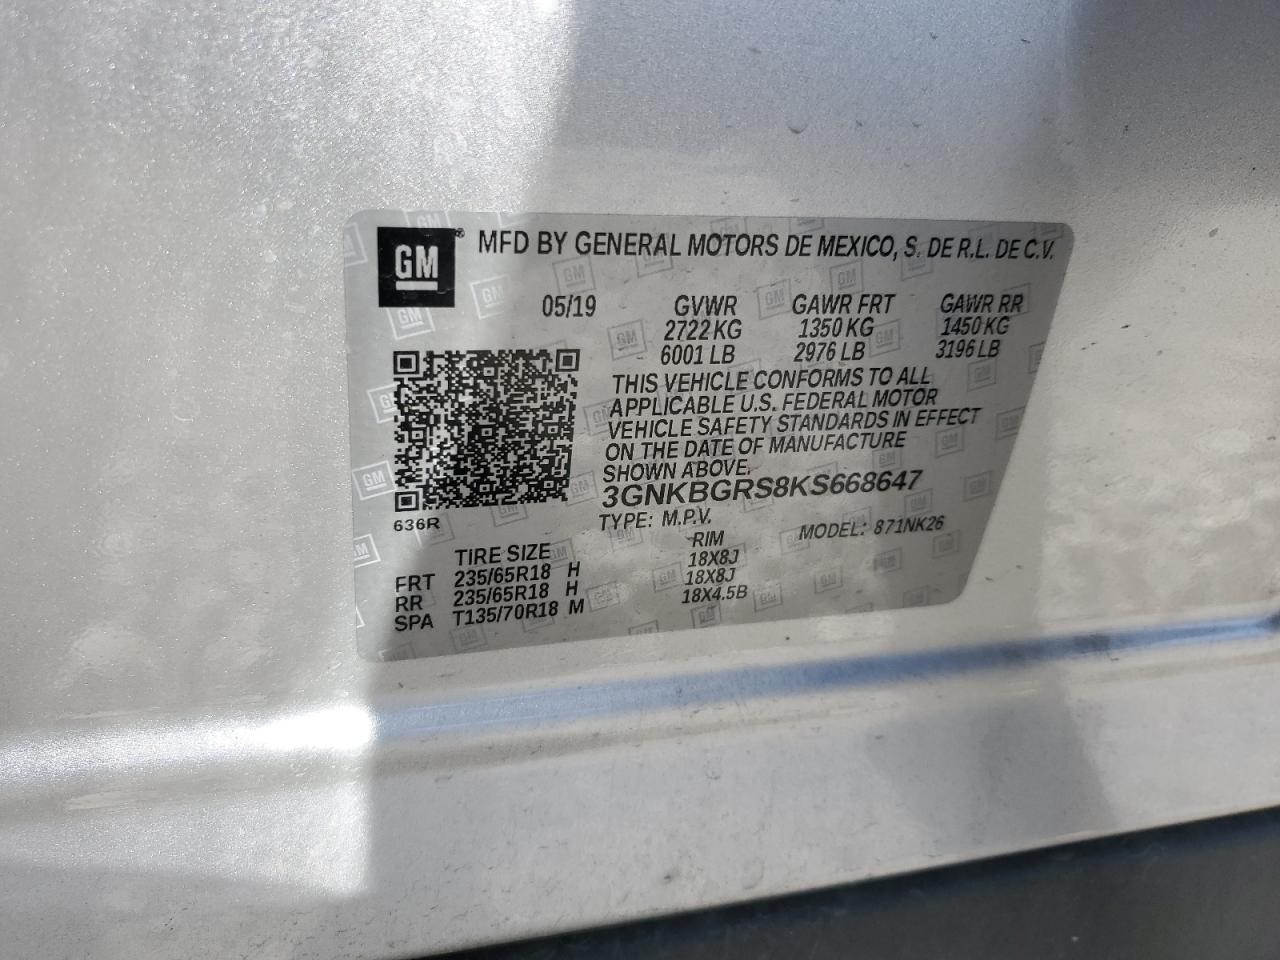 GM® MFD BY GENERAL MOTORS DE MEXICO, S. DE R.L. DE C.V.
05/19 GVWR GAWR FRT GAWR RR
2722 KG 1350 KG 1450 KG
6001 LB 2976 LB 3196 LB
THIS VEHICLE CONFORMS TO ALL
APPLICABLE U.S. FEDERAL MOTOR
VEHICLE SAFETY STANDARDS IN EFFECT
ON THE DATE OF MANUFACTURE
SHOWN ABOVE.
3GNKBGRS8KS668647
636R TYPE: M.P.V. MODEL: 871NK26
TIRE SIZE RIM
FRT 235/65R18 H 18X8J
RR 235/65R18 H 18X8J
SPA T135/70R18 M 18X4.5B